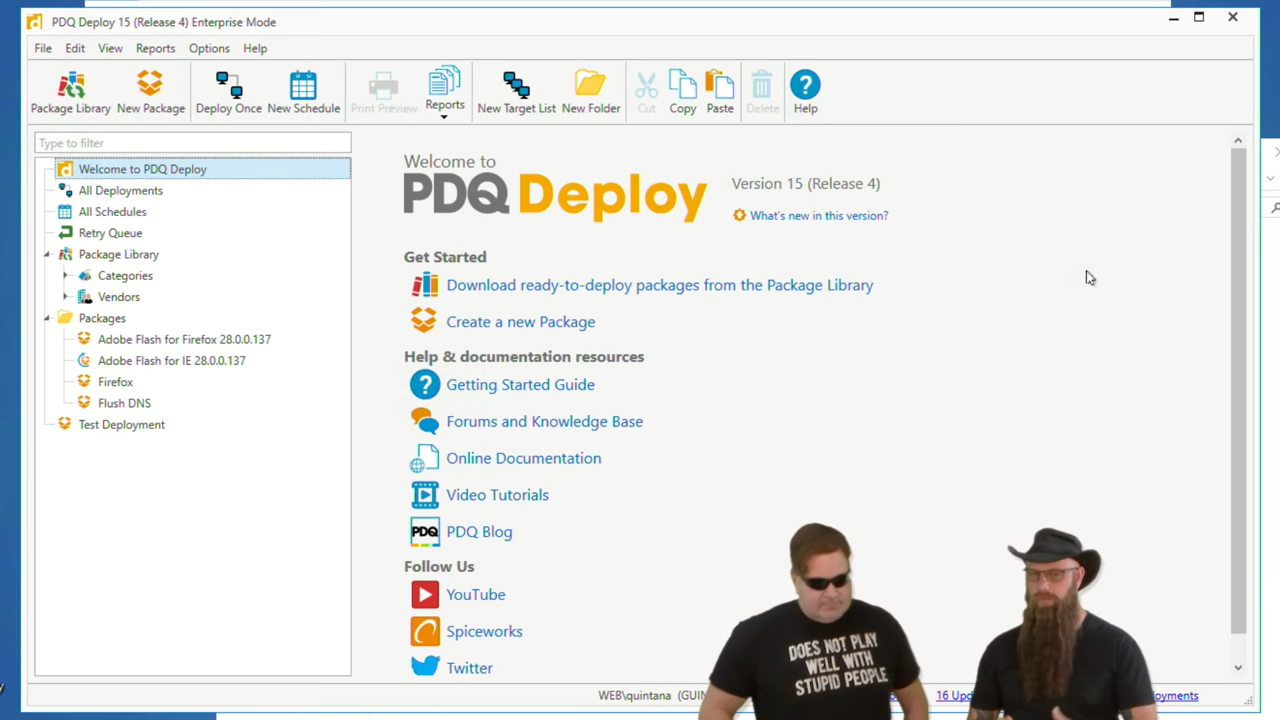 PDQ Deploy 15 (Release 4) Enterprise Mode
File Edit View Reports Options Help
Package Library New Package Deploy Once New Schedule Print Preview Reports New Target List New Folder Cut Copy Paste Delete Help
Type to filter
Welcome to PDQ Deploy
All Deployments
All Schedules
Retry Queue
Package Library
Categories
Vendors
Packages
Adobe Flash for Firefox 28.0.0.137
Adobe Flash for IE 28.0.0.137
Firefox
Flush DNS
Test Deployment
Welcome to
PDQ Deploy
Version 15 (Release 4)
What's new in this version?
Get Started
Download ready-to-deploy packages from the Package Library
Create a new Package
Help & documentation resources
Getting Started Guide
Forums and Knowledge Base
Online Documentation
Video Tutorials
PDQ
PDQ Blog
Follow Us
YouTube
Spiceworks
Twitter
DOES NOT PLAY
WELL WITH
STUPID PEOPLE
WEB\quintana
16